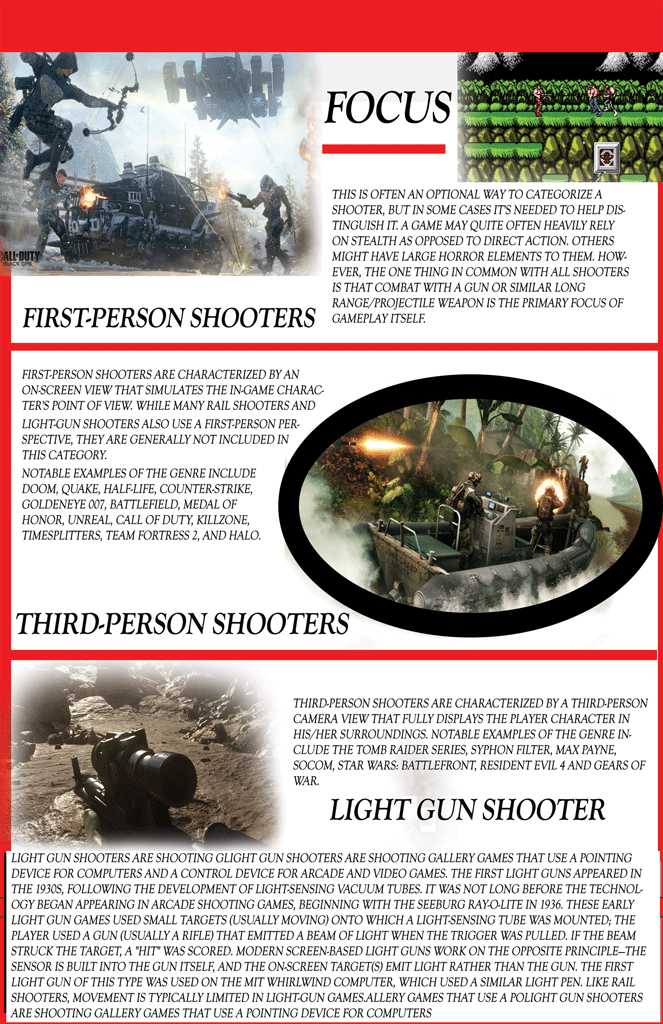 FOCUS
THIS IS OFTEN AN OPTIONAL WAY TO CATEGORIZE A
SHOOTER, BUT IN SOME CASES IT'S NEEDED TO HELP DIS-
TINGUISH IT. A GAME MAY QUITE OFTEN HEAVILY RELY
ON STEALTH AS OPPOSED TO DIRECT ACTION. OTHERS
MIGHT HAVE LARGE HORROR ELEMENTS TO THEM. HOW-
EVER, THE ONE THING IN COMMON WITH ALL SHOOTERS
IS THAT COMBAT WITH A GUN OR SIMILAR LONG
RANGE/PROJECTILE WEAPON IS THE PRIMARY FOCUS OF
GAMEPLAY ITSELF.
CALL OF DUTY
BLACK OPS
FIRST-PERSON SHOOTERS
FIRST-PERSON SHOOTERS ARE CHARACTERIZED BY AN
ON-SCREEN VIEW THAT SIMULATES THE IN-GAME CHARAC-
TER'S POINT OF VIEW. WHILE MANY RAIL SHOOTERS AND
LIGHT-GUN SHOOTERS ALSO USE A FIRST-PERSON PER-
SPECTIVE, THEY ARE GENERALLY NOT INCLUDED IN
THIS CATEGORY.
NOTABLE EXAMPLES OF THE GENRE INCLUDE
DOOM, QUAKE, HALF-LIFE, COUNTER-STRIKE,
GOLDENEYE 007, BATTLEFIELD, MEDAL OF
HONOR, UNREAL, CALL OF DUTY, KILLZONE,
TIMESPLITTERS, TEAM FORTRESS 2, AND HALO.
THIRD-PERSON SHOOTERS
THIRD-PERSON SHOOTERS ARE CHARACTERIZED BY A THIRD-PERSON
CAMERA VIEW THAT FULLY DISPLAYS THE PLAYER CHARACTER IN
HIS/HER SURROUNDINGS. NOTABLE EXAMPLES OF THE GENRE IN-
CLUDE THE TOMB RAIDER SERIES, SYPHON FILTER, MAX PAYNE,
SOCOM, STAR WARS: BATTLEFRONT, RESIDENT EVIL 4 AND GEARS OF
WAR.
LIGHT GUN SHOOTER
LIGHT GUN SHOOTERS ARE SHOOTING GLIGHT GUN SHOOTERS ARE SHOOTING GALLERY GAMES THAT USE A POINTING
DEVICE FOR COMPUTERS AND A CONTROL DEVICE FOR ARCADE AND VIDEO GAMES. THE FIRST LIGHT GUNS APPEARED IN
THE 1930S, FOLLOWING THE DEVELOPMENT OF LIGHT-SENSING VACUUM TUBES. IT WAS NOT LONG BEFORE THE TECHNOL-
OGY BEGAN APPEARING IN ARCADE SHOOTING GAMES, BEGINNING WITH THE SEEBURG RAY-O-LITE IN 1936. THESE EARLY
LIGHT GUN GAMES USED SMALL TARGETS (USUALLY MOVING) ONTO WHICH A LIGHT-SENSING TUBE WAS MOUNTED; THE
PLAYER USED A GUN (USUALLY A RIFLE) THAT EMITTED A BEAM OF LIGHT WHEN THE TRIGGER WAS PULLED. IF THE BEAM
STRUCK THE TARGET, A "HIT" WAS SCORED. MODERN SCREEN-BASED LIGHT GUNS WORK ON THE OPPOSITE PRINCIPLE—THE
SENSOR IS BUILT INTO THE GUN ITSELF, AND THE ON-SCREEN TARGET(S) EMIT LIGHT RATHER THAN THE GUN. THE FIRST
LIGHT GUN OF THIS TYPE WAS USED ON THE MIT WHIRLWIND COMPUTER, WHICH USED A SIMILAR LIGHT PEN. LIKE RAIL
SHOOTERS, MOVEMENT IS TYPICALLY LIMITED IN LIGHT-GUN GAMES.ALLERY GAMES THAT USE A POLIGHT GUN SHOOTERS
ARE SHOOTING GALLERY GAMES THAT USE A POINTING DEVICE FOR COMPUTERS